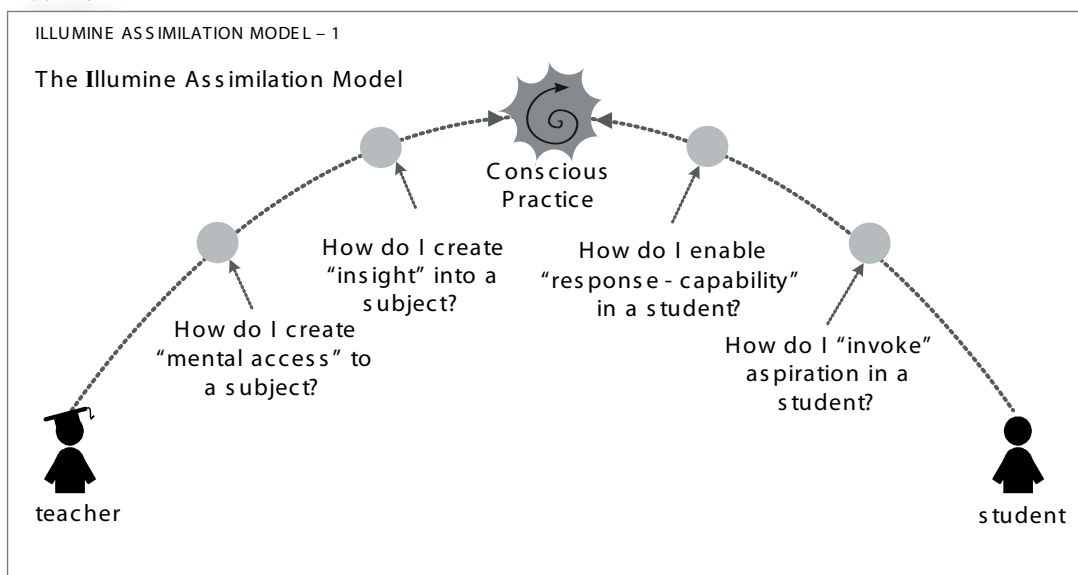 ILLUMINE ASSIMILATION MODEL – 1
The Illumine Assimilation Model
Conscious
Practice
How do I create
“insight” into a
subject?
How do I enable
“response - capability”
in a student?
How do I create
“mental access” to
a subject?
How do I “invoke”
aspiration in a
student?
teacher
student